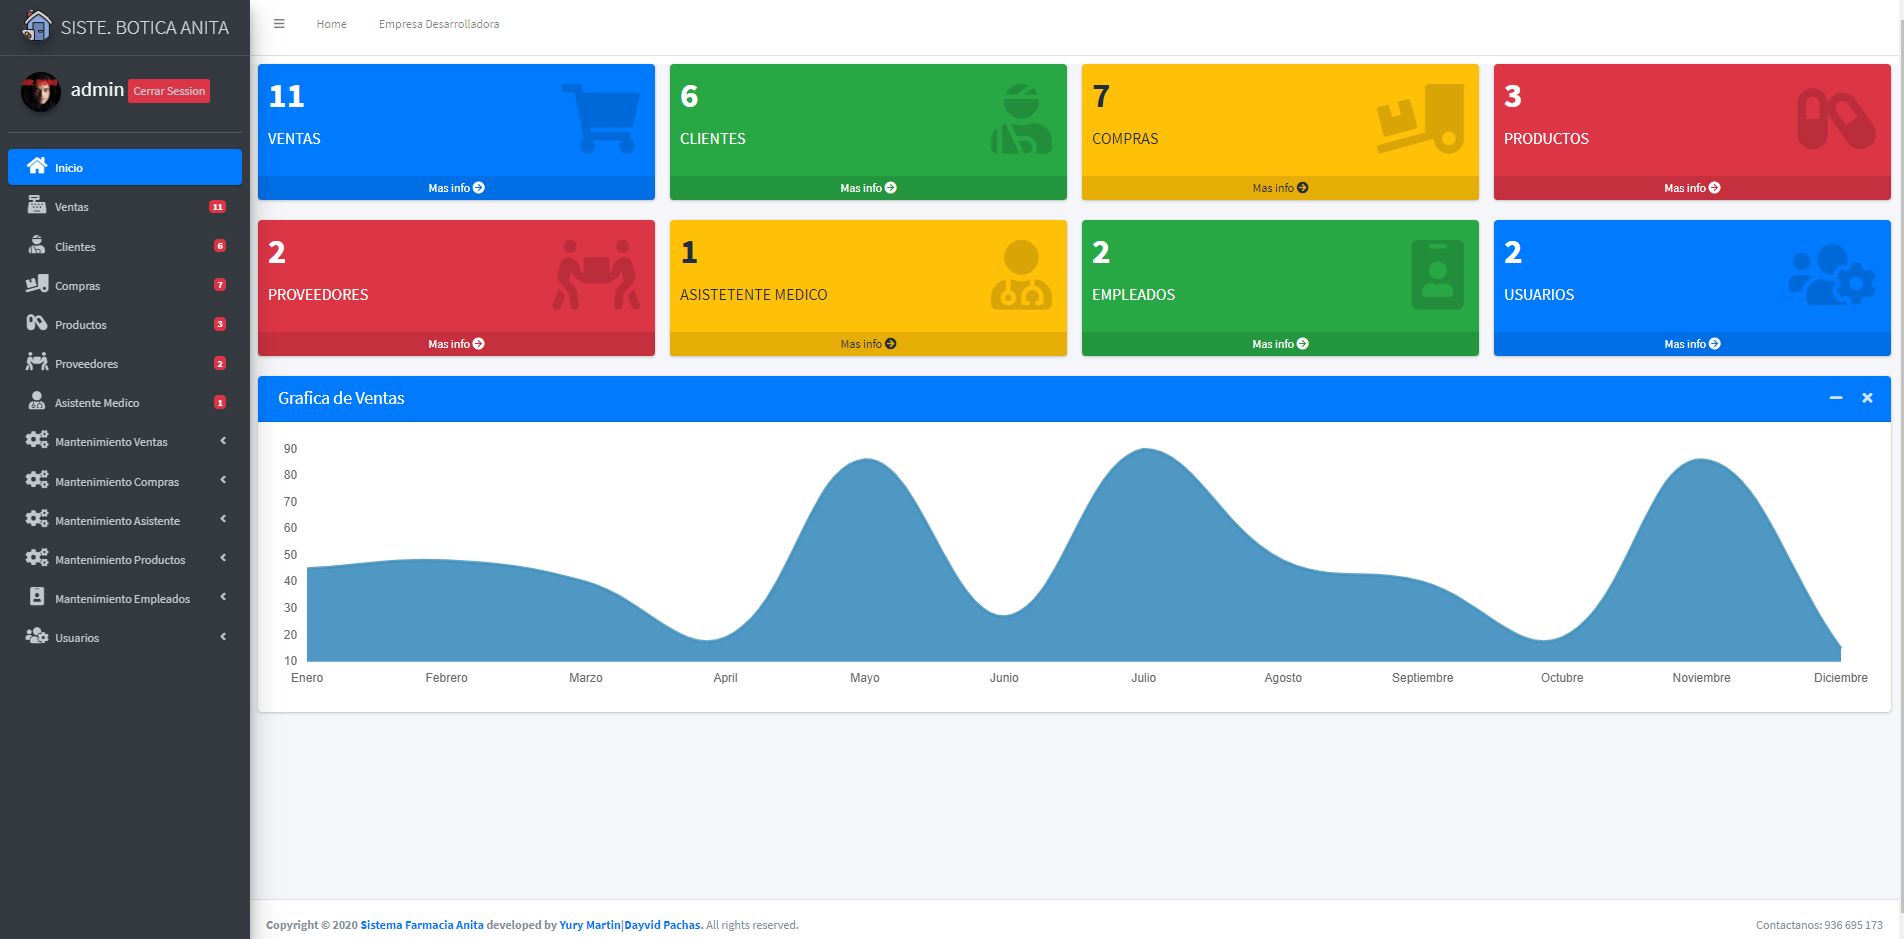 SISTE. BOTICA ANITA
admin Cerrar Session
Inicio
Ventas 11
Clientes 6
Compras 7
Productos 3
Proveedores 2
Asistente Medico 1
Mantenimiento Ventas
Mantenimiento Compras
Mantenimiento Asistente
Mantenimiento Productos
Mantenimiento Empleados
Usuarios
Home Empresa Desarrolladora
11
VENTAS
Mas info
6
CLIENTES
Mas info
7
COMPRAS
Mas info
3
PRODUCTOS
Mas info
2
PROVEEDORES
Mas info
1
ASISTETENTE MEDICO
Mas info
2
EMPLEADOS
Mas info
2
USUARIOS
Mas info
Grafica de Ventas
90
80
70
60
50
40
30
20
10
Enero Febrero Marzo April Mayo Junio Julio Agosto Septiembre Octubre Noviembre Diciembre
Copyright © 2020 Sistema Farmacia Anita developed by Yury Martin|Dayvid Pachas. All rights reserved.
Contactanos: 936 695 173